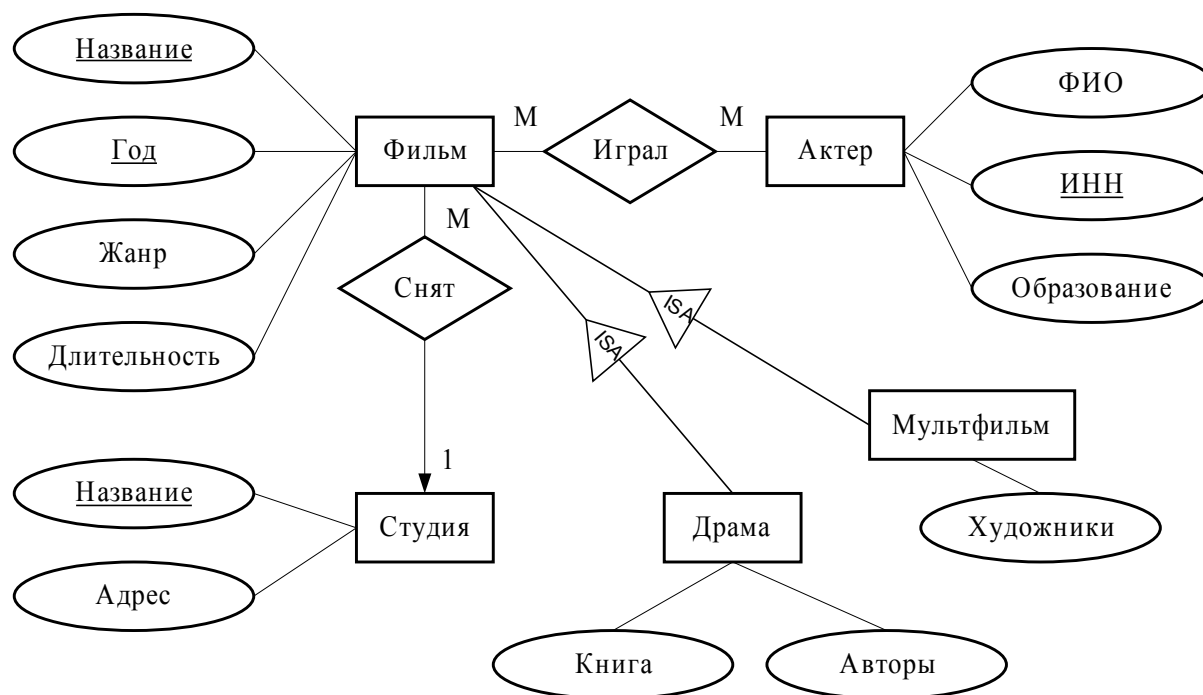 Название
ФИО
М
М
Год
Фильм
Играл
Актер
ИНН
М
Жанр
Снят
Образование
ISA
ISA
Длительность
Мультфильм
1
Название
Студия
Драма
Художники
Адрес
Книга
Авторы